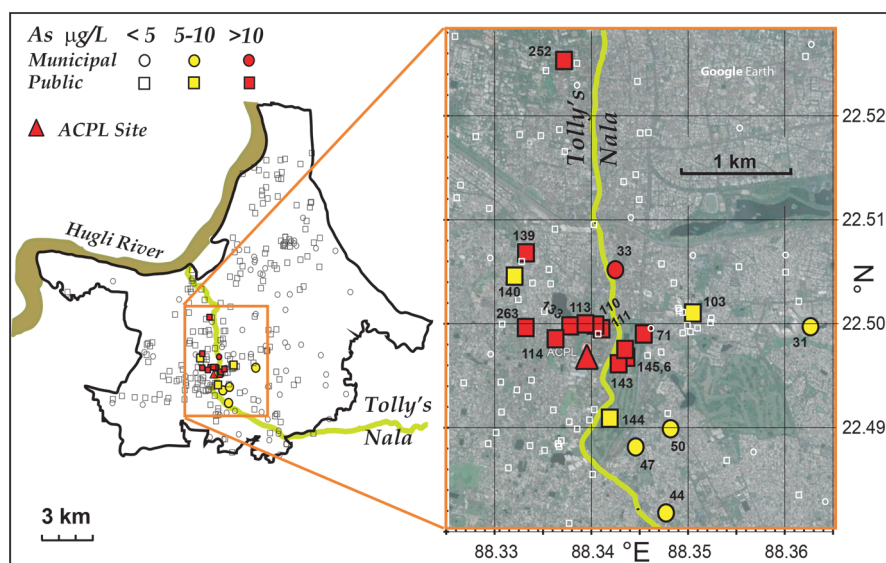 As µg/L < 5 5-10 >10
Municipal
Public
ACPL Site
Hugli River
Tolly's
Nala
3 km
252
Google Earth
Tolly's
Nala
1 km
139
33
140
263
133
113
110
111
103
71
31
114
ACPL
145,6
143
144
50
47
44
22.52
22.51
22.50
22.49
°N
88.33
88.34
°E
88.35
88.36